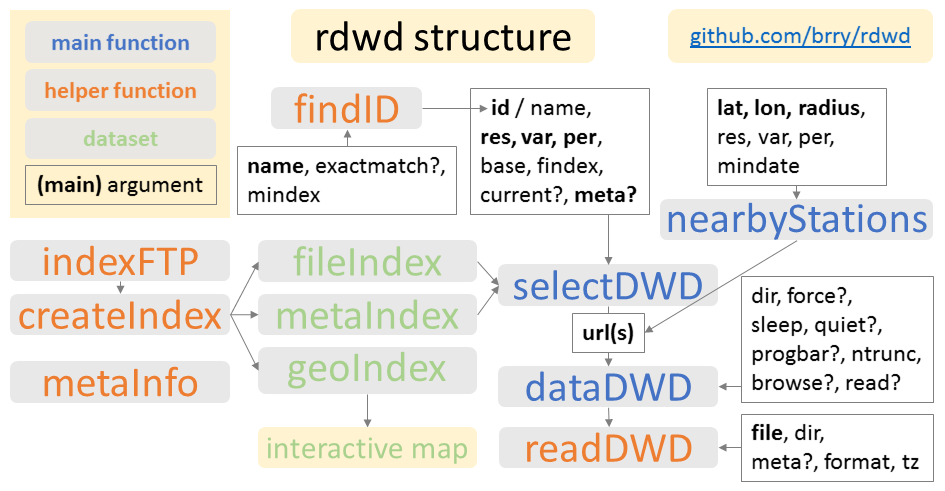 main function
helper function
dataset
(main) argument
rdwd structure
github.com/brry/rdwd
findID
name, exactmatch?,
mindex
id / name,
res, var, per,
base, findex,
current?, meta?
lat, lon, radius,
res, var, per,
mindate
nearbyStations
indexFTP
createIndex
metaInfo
fileIndex
metaIndex
geoIndex
interactive map
selectDWD
url(s)
dataDWD
readDWD
dir, force?,
sleep, quiet?,
progbar?, ntrunc,
browse?, read?
file, dir,
meta?, format, tz